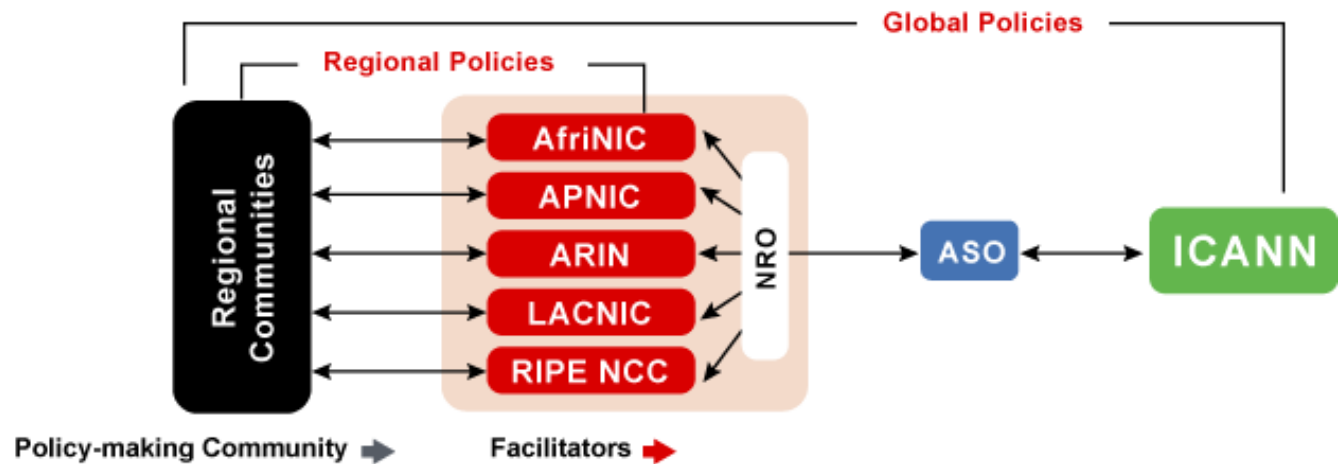 Global Policies
Regional Policies
Regional
Communities
AfriNIC
APNIC
ARIN
LACNIC
RIPE NCC
NRO
ASO
ICANN
Policy-making Community
Facilitators